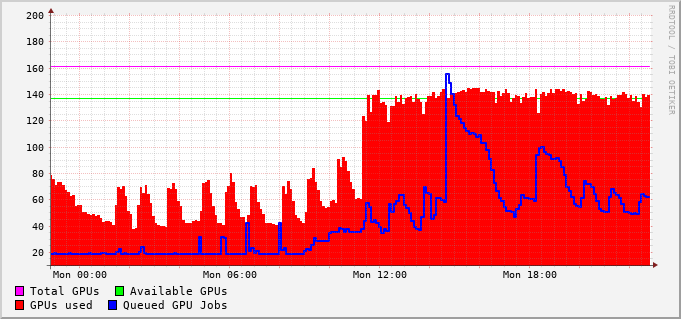 200
180
160
140
120
100
80
60
40
20
Mon 00:00 Mon 06:00 Mon 12:00 Mon 18:00
Total GPUs Available GPUs
GPUs used Queued GPU Jobs
RRDTOOL / TOBI OETIKER